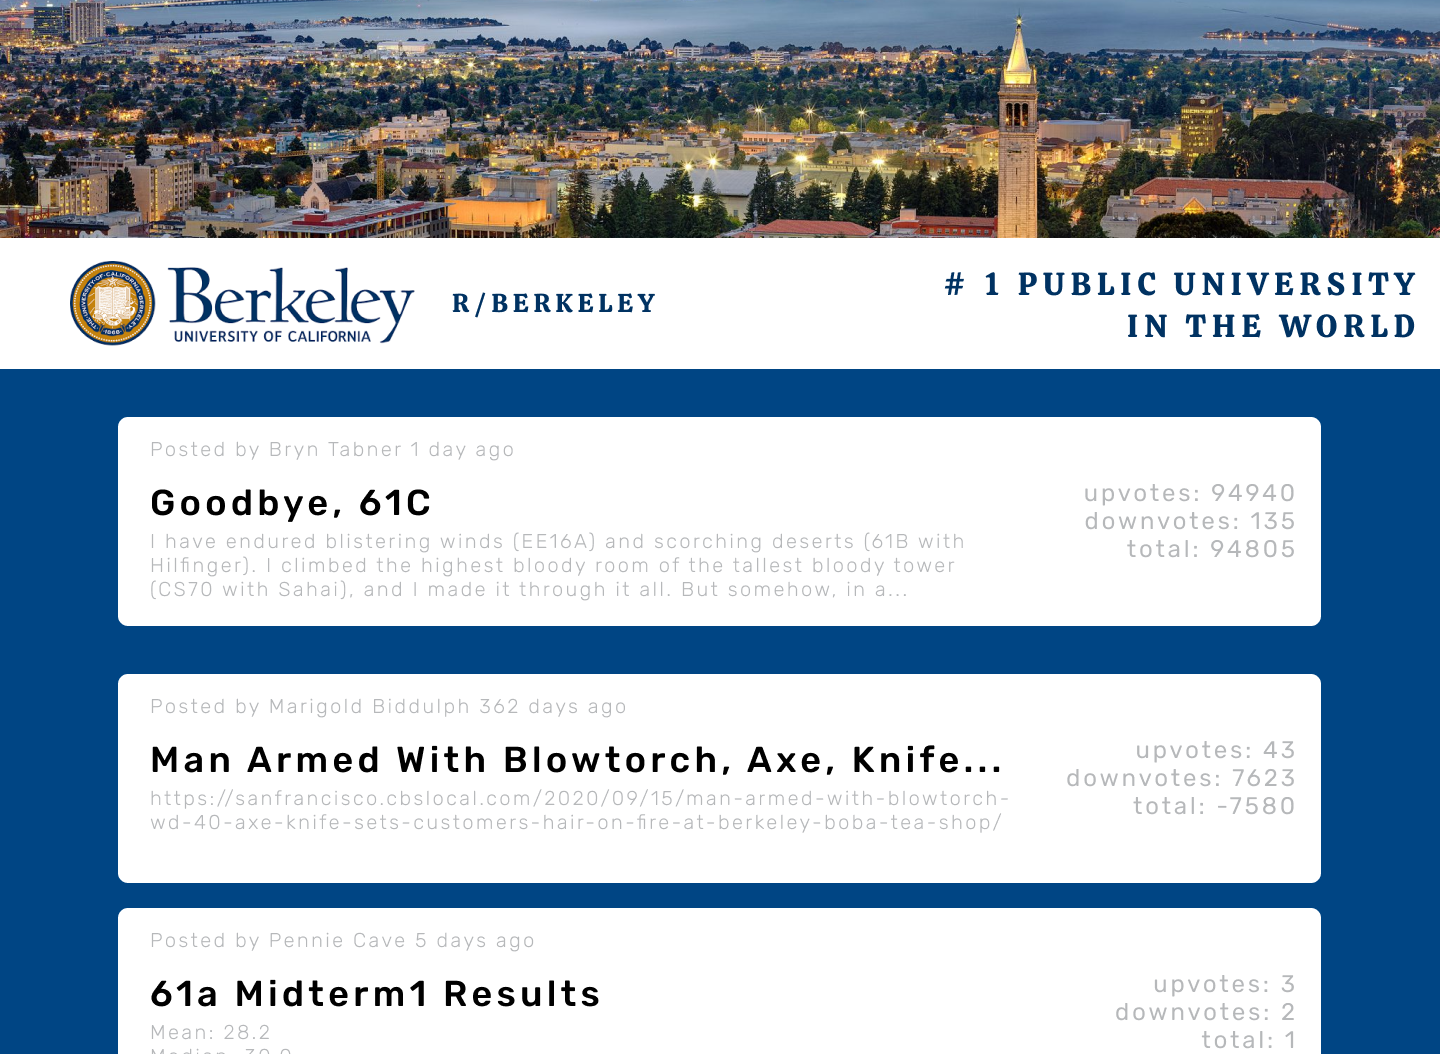 Berkeley
UNIVERSITY OF CALIFORNIA
R/BERKELEY
# 1 PUBLIC UNIVERSITY
IN THE WORLD
Posted by Bryn Tabner 1 day ago
Goodbye, 61C
I have endured blistering winds (EE16A) and scorching deserts (61B with
Hilfinger). I climbed the highest bloody room of the tallest bloody tower
(CS70 with Sahai), and I made it through it all. But somehow, in a...
upvotes: 94940
downvotes: 135
total: 94805
Posted by Marigold Biddulph 362 days ago
Man Armed With Blowtorch, Axe, Knife...
https://sanfrancisco.cbslocal.com/2020/09/15/man-armed-with-blowtorch-
wd-40-axe-knife-sets-customers-hair-on-fire-at-berkeley-boba-tea-shop/
upvotes: 43
downvotes: 7623
total: -7580
Posted by Pennie Cave 5 days ago
61a Midterm1 Results
Mean: 28.2
upvotes: 3
downvotes: 2
total: 1